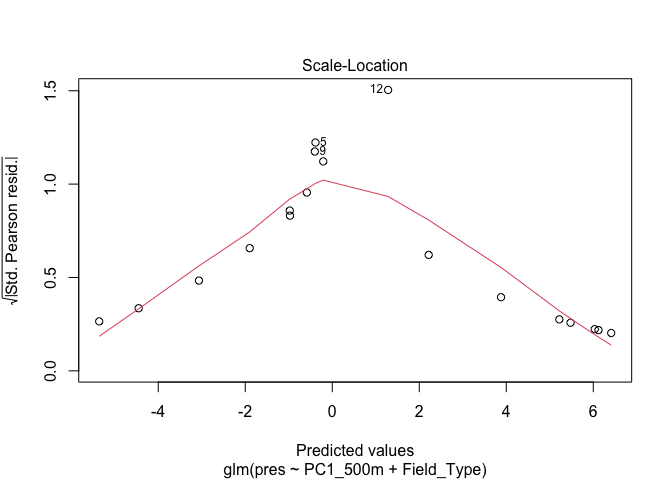 Scale-Location
√|Std. Pearson resid.|
1.5
1.0
0.5
0.0
12
5
9
-4 -2 0 2 4 6
Predicted values
glm(pres ~ PC1_500m + Field_Type)